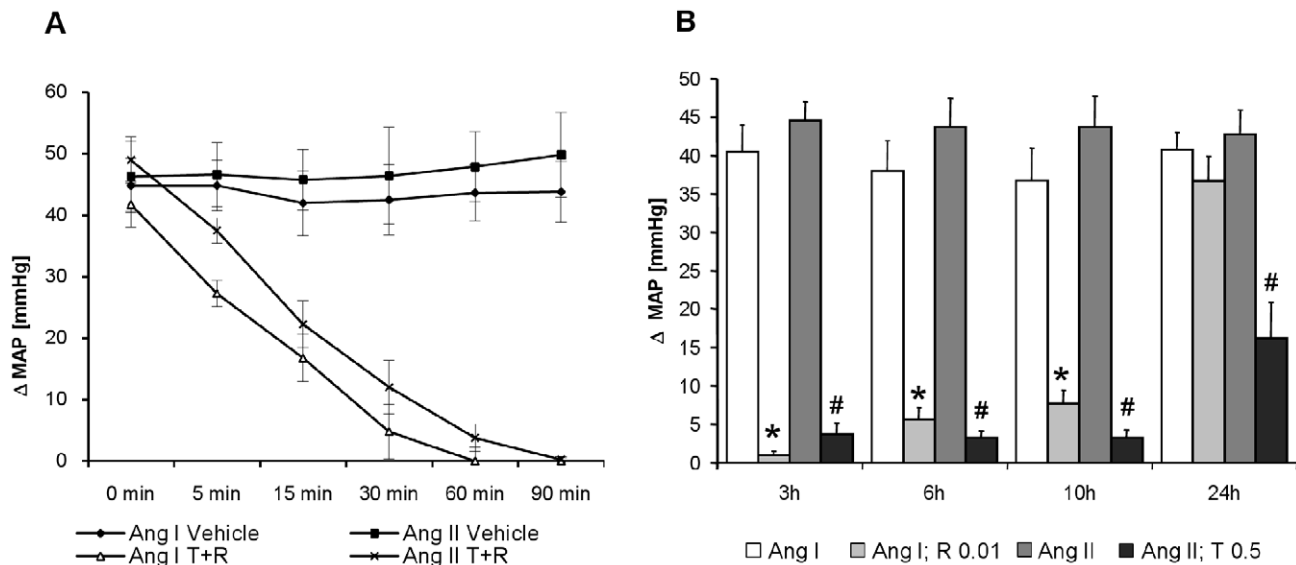 A
60
50
40
30
20
10
0
Δ MAP [mmHg]
0 min 5 min 15 min 30 min 60 min 90 min
Ang I Vehicle Ang II Vehicle
Ang I T+R Ang II T+R
B
50
45
40
35
30
25
20
15
10
5
0
Δ MAP [mmHg]
* # * # * # #
3h 6h 10h 24h
Ang I Ang I; R 0.01 Ang II Ang II; T 0.5